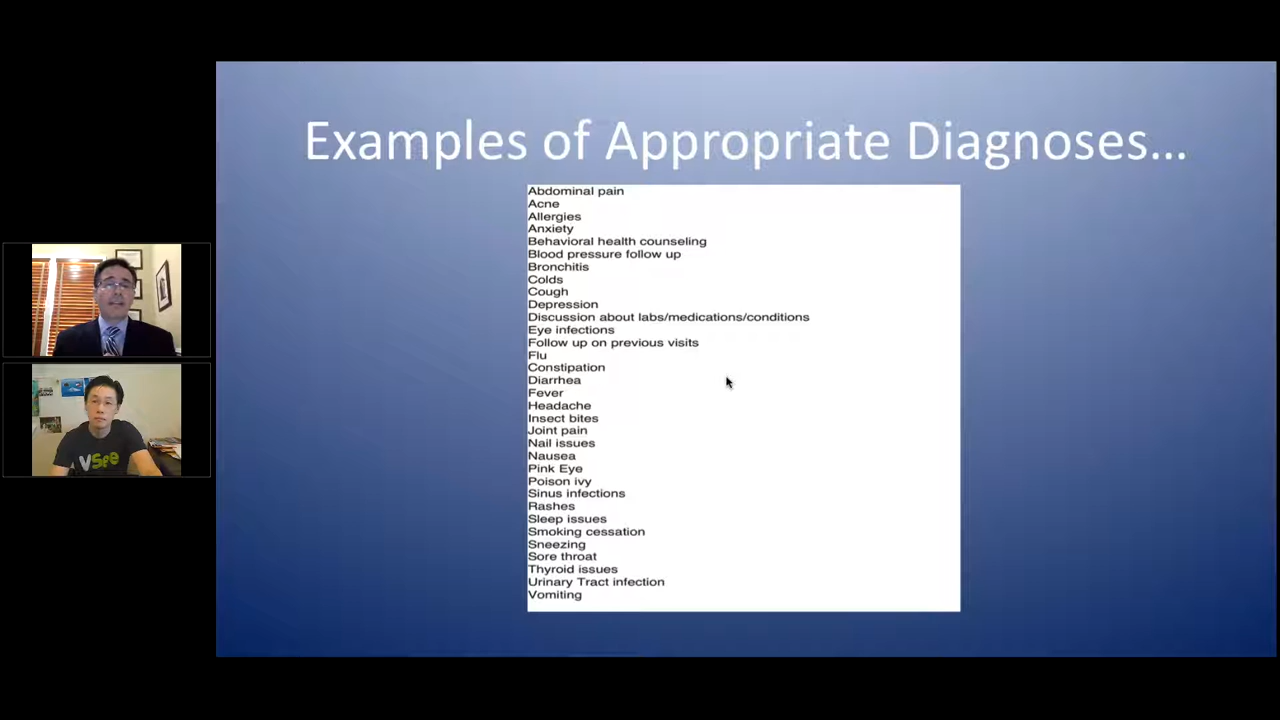 Examples of Appropriate Diagnoses...
Abdominal pain
Acne
Allergies
Anxiety
Behavioral health counseling
Blood pressure follow up
Bronchitis
Colds
Cough
Depression
Discussion about labs/medications/conditions
Eye infections
Follow up on previous visits
Flu
Constipation
Diarrhea
Fever
Headache
Insect bites
Joint pain
Nail issues
Nausea
Pink Eye
Poison ivy
Sinus infections
Rashes
Sleep issues
Smoking cessation
Sneezing
Sore throat
Thyroid issues
Urinary Tract infection
Vomiting
VSee